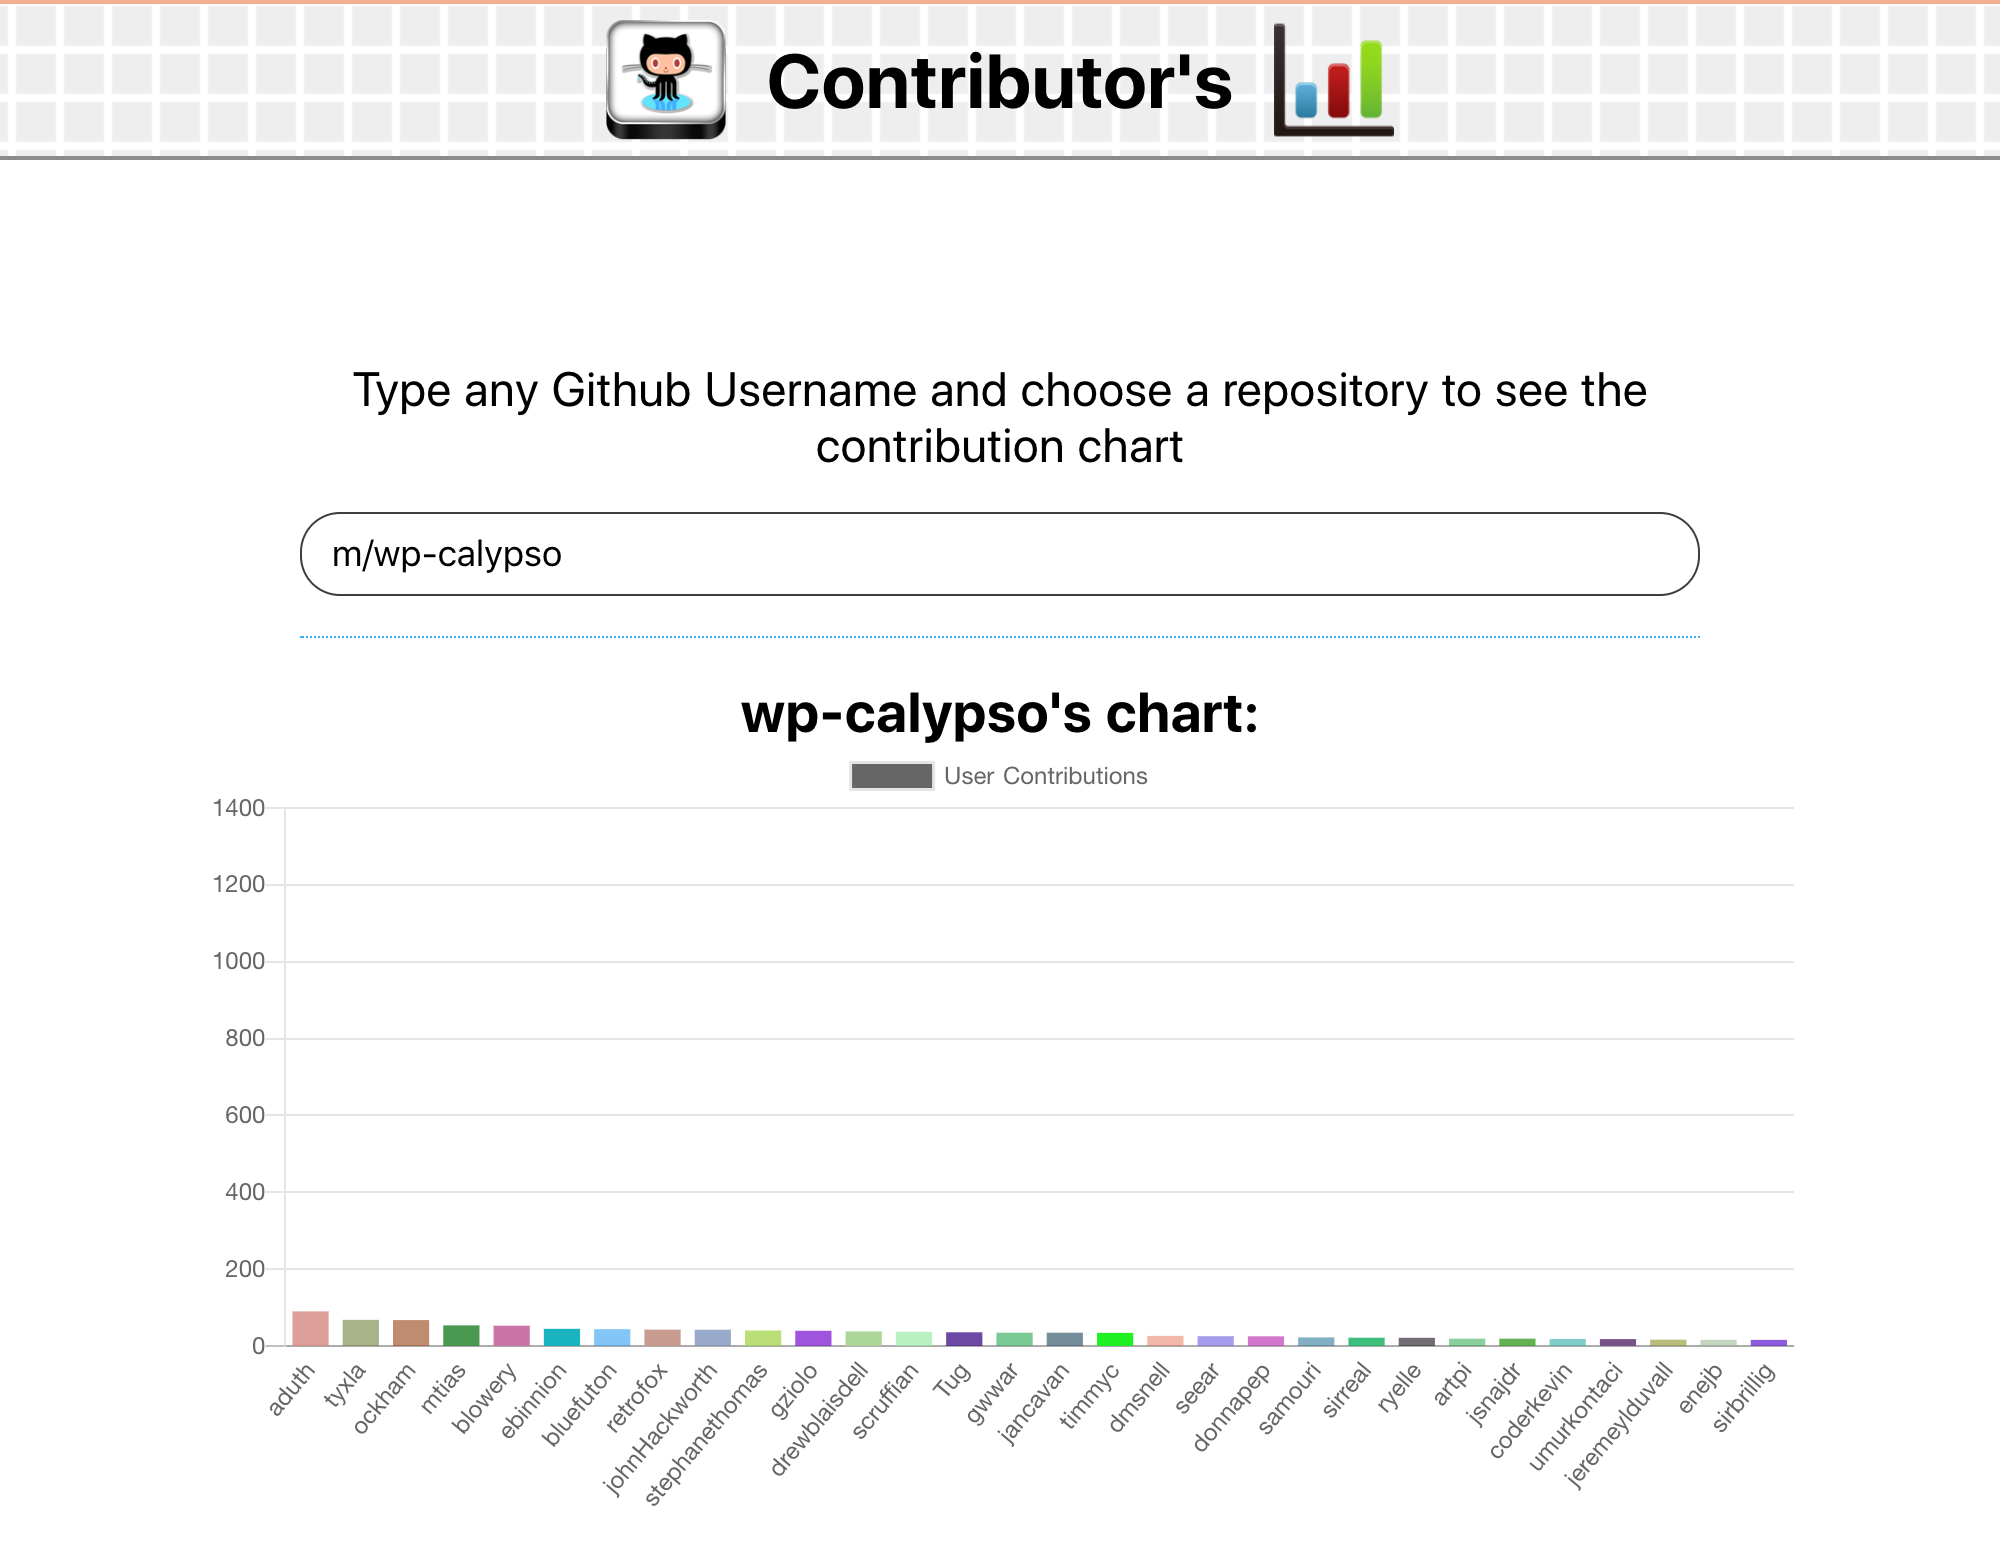 Contributor's
Type any Github Username and choose a repository to see the
contribution chart
m/wp-calypso
wp-calypso's chart:
User Contributions
1400
1200
1000
800
600
400
200
0
aduth
tyxla
ockham
mtias
blowery
ebinnion
bluefuton
retrofox
johnHackworth
stephanethomas
gziolo
drewblaisdell
scruffian
Tug
gwwar
jancavan
timmyc
dmsnell
seear
donnapep
samouri
sirreal
ryelle
artpi
jsnajdr
coderkevin
umurkontaci
jeremeylduvall
enejb
sirbrillig